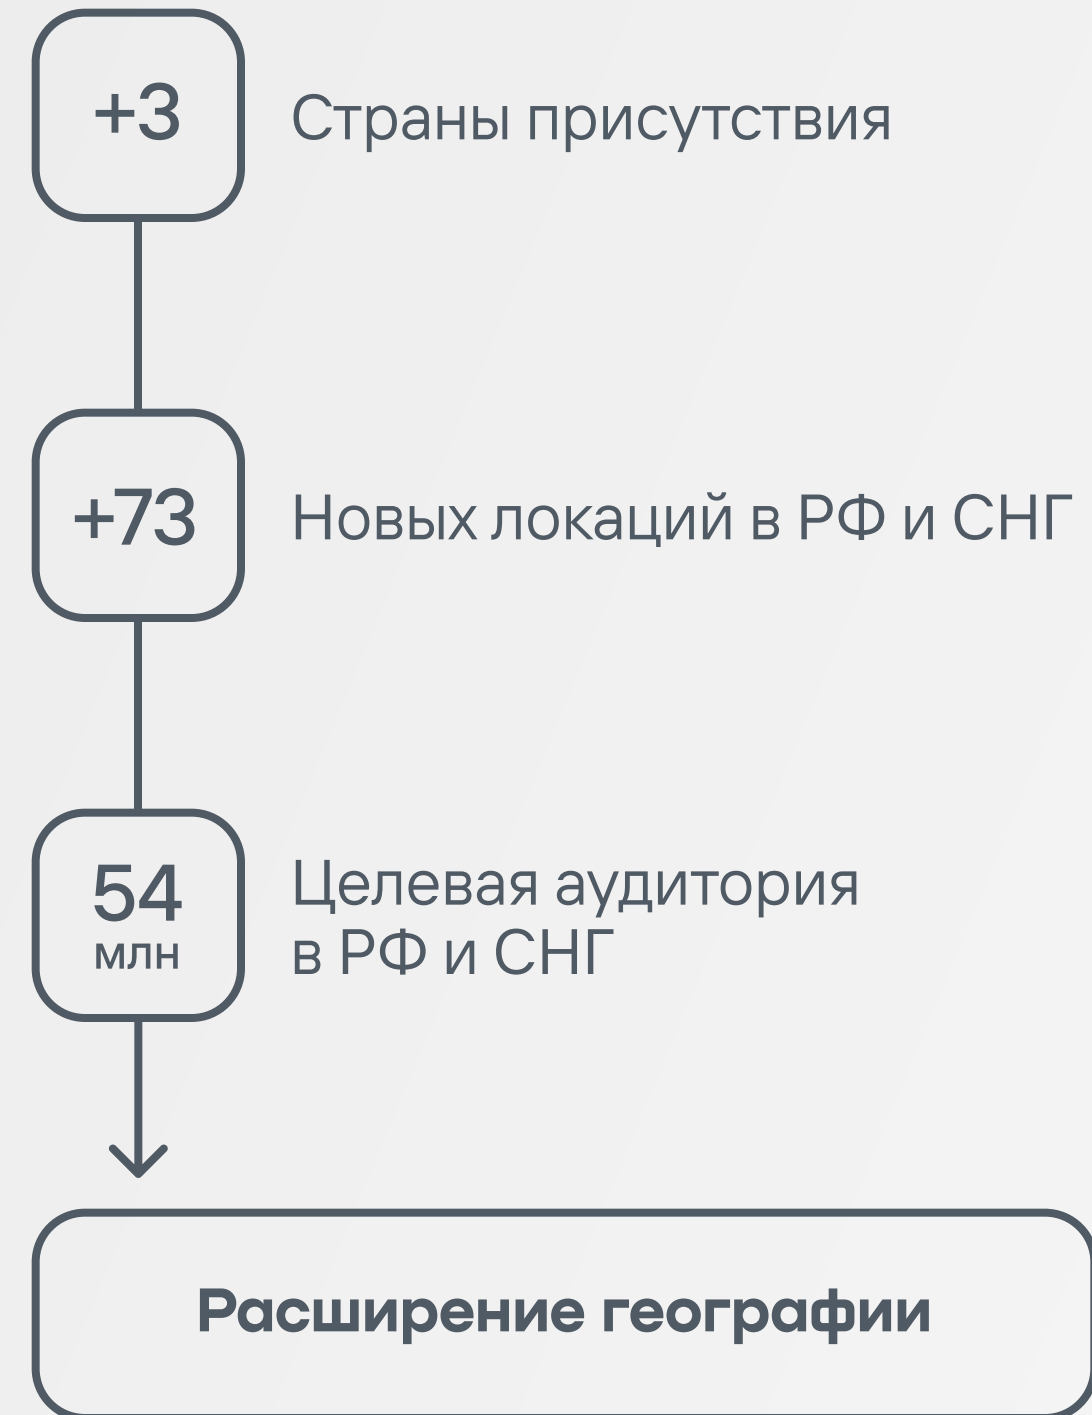 +3
Страны присутствия
+73
Новых локаций в РФ и СНГ
54
млн
Целевая аудитория
в РФ и СНГ
Расширение географии